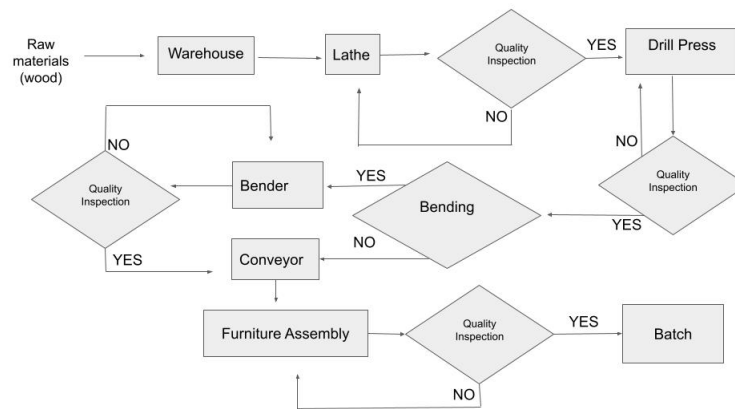 Raw
materials
(wood)
Warehouse
Lathe
Quality
Inspection
YES
Drill Press
NO
NO
Quality
Inspection
YES
Bending
YES
NO
Bender
NO
Quality
Inspection
YES
Conveyor
Furniture Assembly
Quality
Inspection
YES
Batch
NO